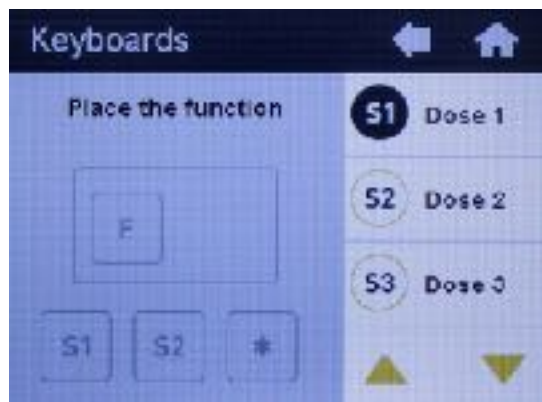 Keyboards
Place the function
F
S1 S2 *
S1 Dose 1
S2 Dose 2
S3 Dose 3